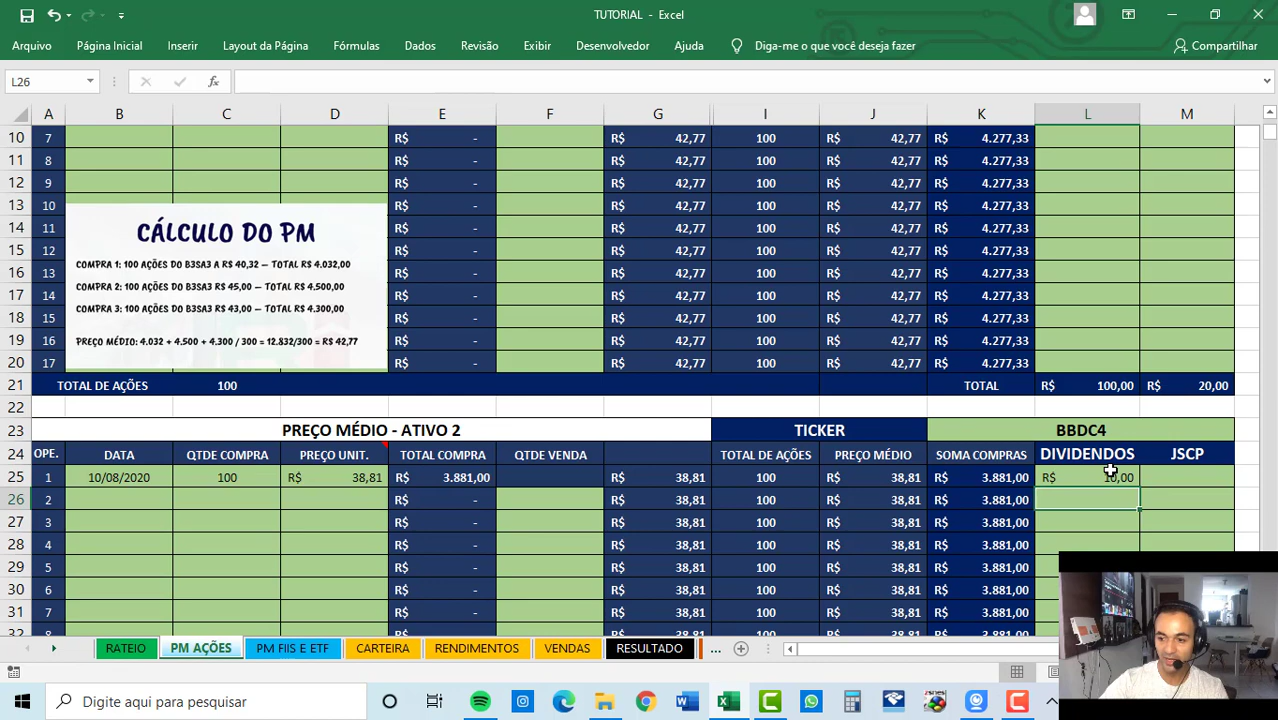 TUTORIAL - Excel
Arquivo Página Inicial Inserir Layout da Página Fórmulas Dados Revisão Exibir Desenvolvedor Ajuda Diga-me o que você deseja fazer Compartilhar
L26 fx
A B C D E F G I J K L M
10 7 R$ - R$ 42,77 100 R$ 42,77 R$ 4.277,33
11 8 R$ - R$ 42,77 100 R$ 42,77 R$ 4.277,33
12 9 R$ - R$ 42,77 100 R$ 42,77 R$ 4.277,33
13 10 R$ - R$ 42,77 100 R$ 42,77 R$ 4.277,33
14 11 R$ - R$ 42,77 100 R$ 42,77 R$ 4.277,33
15 12 R$ - R$ 42,77 100 R$ 42,77 R$ 4.277,33
16 13 R$ - R$ 42,77 100 R$ 42,77 R$ 4.277,33
17 14 R$ - R$ 42,77 100 R$ 42,77 R$ 4.277,33
18 15 R$ - R$ 42,77 100 R$ 42,77 R$ 4.277,33
19 16 R$ - R$ 42,77 100 R$ 42,77 R$ 4.277,33
20 17 R$ - R$ 42,77 100 R$ 42,77 R$ 4.277,33
CÁLCULO DO PM
COMPRA 1: 100 AÇÕES DO B3SA3 A R$ 40,32 – TOTAL R$ 4.032,00
COMPRA 2: 100 AÇÕES DO B3SA3 R$ 45,00 – TOTAL R$ 4.500,00
COMPRA 3: 100 AÇÕES DO B3SA3 R$ 43,00 – TOTAL R$ 4.300,00
PREÇO MÉDIO: 4.032 + 4.500 + 4.300 / 300 = 12.832/300 = R$ 42,77
21 TOTAL DE AÇÕES 100 TOTAL R$ 100,00 R$ 20,00
22
23 PREÇO MÉDIO - ATIVO 2 TICKER BBDC4
24 OPE. DATA QTDE COMPRA PREÇO UNIT. TOTAL COMPRA QTDE VENDA TOTAL DE AÇÕES PREÇO MÉDIO SOMA COMPRAS DIVIDENDOS JSCP
25 1 10/08/2020 100 R$ 38,81 R$ 3.881,00 R$ 38,81 100 R$ 38,81 R$ 3.881,00 R$ 10,00
26 2 R$ - R$ 38,81 100 R$ 38,81 R$ 3.881,00
27 3 R$ - R$ 38,81 100 R$ 38,81 R$ 3.881,00
28 4 R$ - R$ 38,81 100 R$ 38,81 R$ 3.881,00
29 5 R$ - R$ 38,81 100 R$ 38,81 R$ 3.881,00
30 6 R$ - R$ 38,81 100 R$ 38,81 R$ 3.881,00
31 7 R$ - R$ 38,81 100 R$ 38,81 R$ 3.881,00
32 8 R$ - R$ 38,81 100 R$ 38,81 R$ 3.881,00
RATEIO PM AÇÕES PM FIIS E ETF CARTEIRA RENDIMENTOS VENDAS RESULTADO ...
Digite aqui para pesquisar